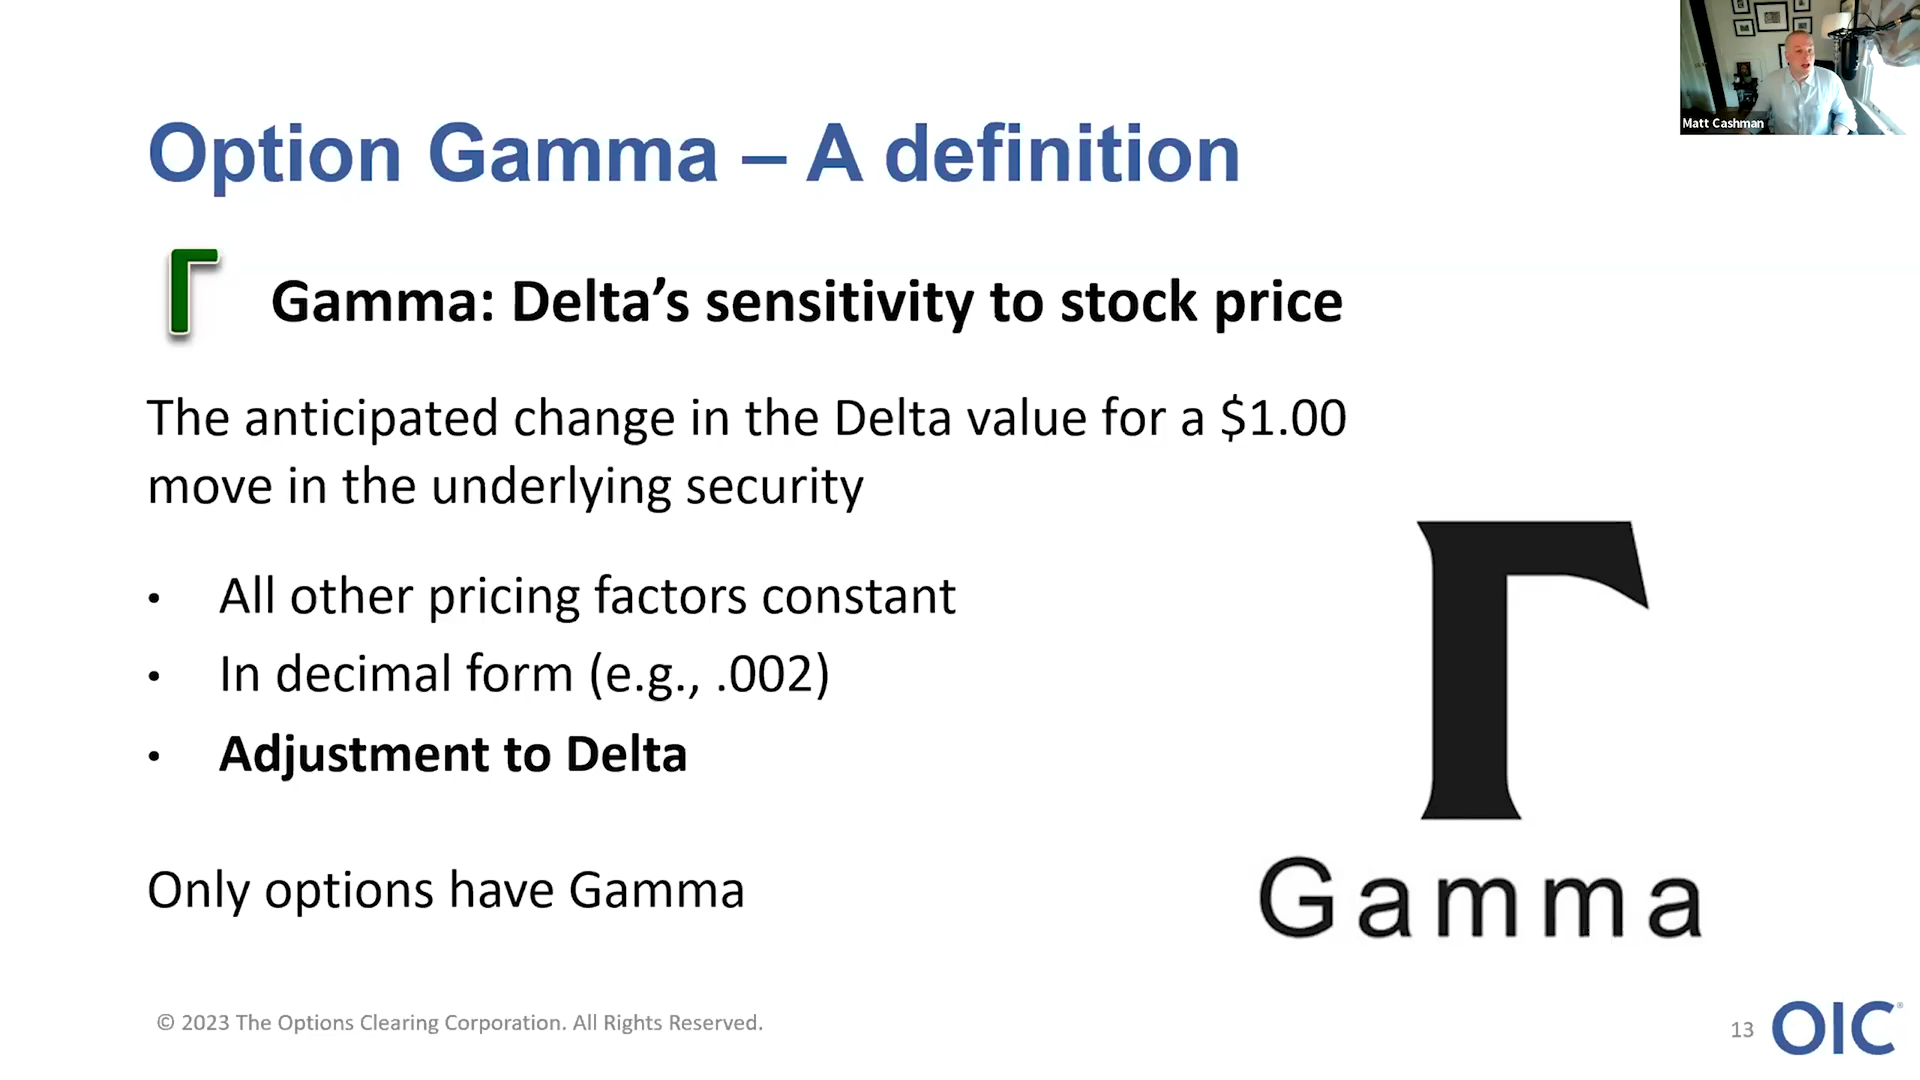 Matt Cashman
Option Gamma – A definition
Γ
Gamma: Delta’s sensitivity to stock price
The anticipated change in the Delta value for a $1.00
move in the underlying security
• All other pricing factors constant
• In decimal form (e.g., .002)
• Adjustment to Delta
Only options have Gamma
Γ
Gamma
© 2023 The Options Clearing Corporation. All Rights Reserved.
13
OIC®